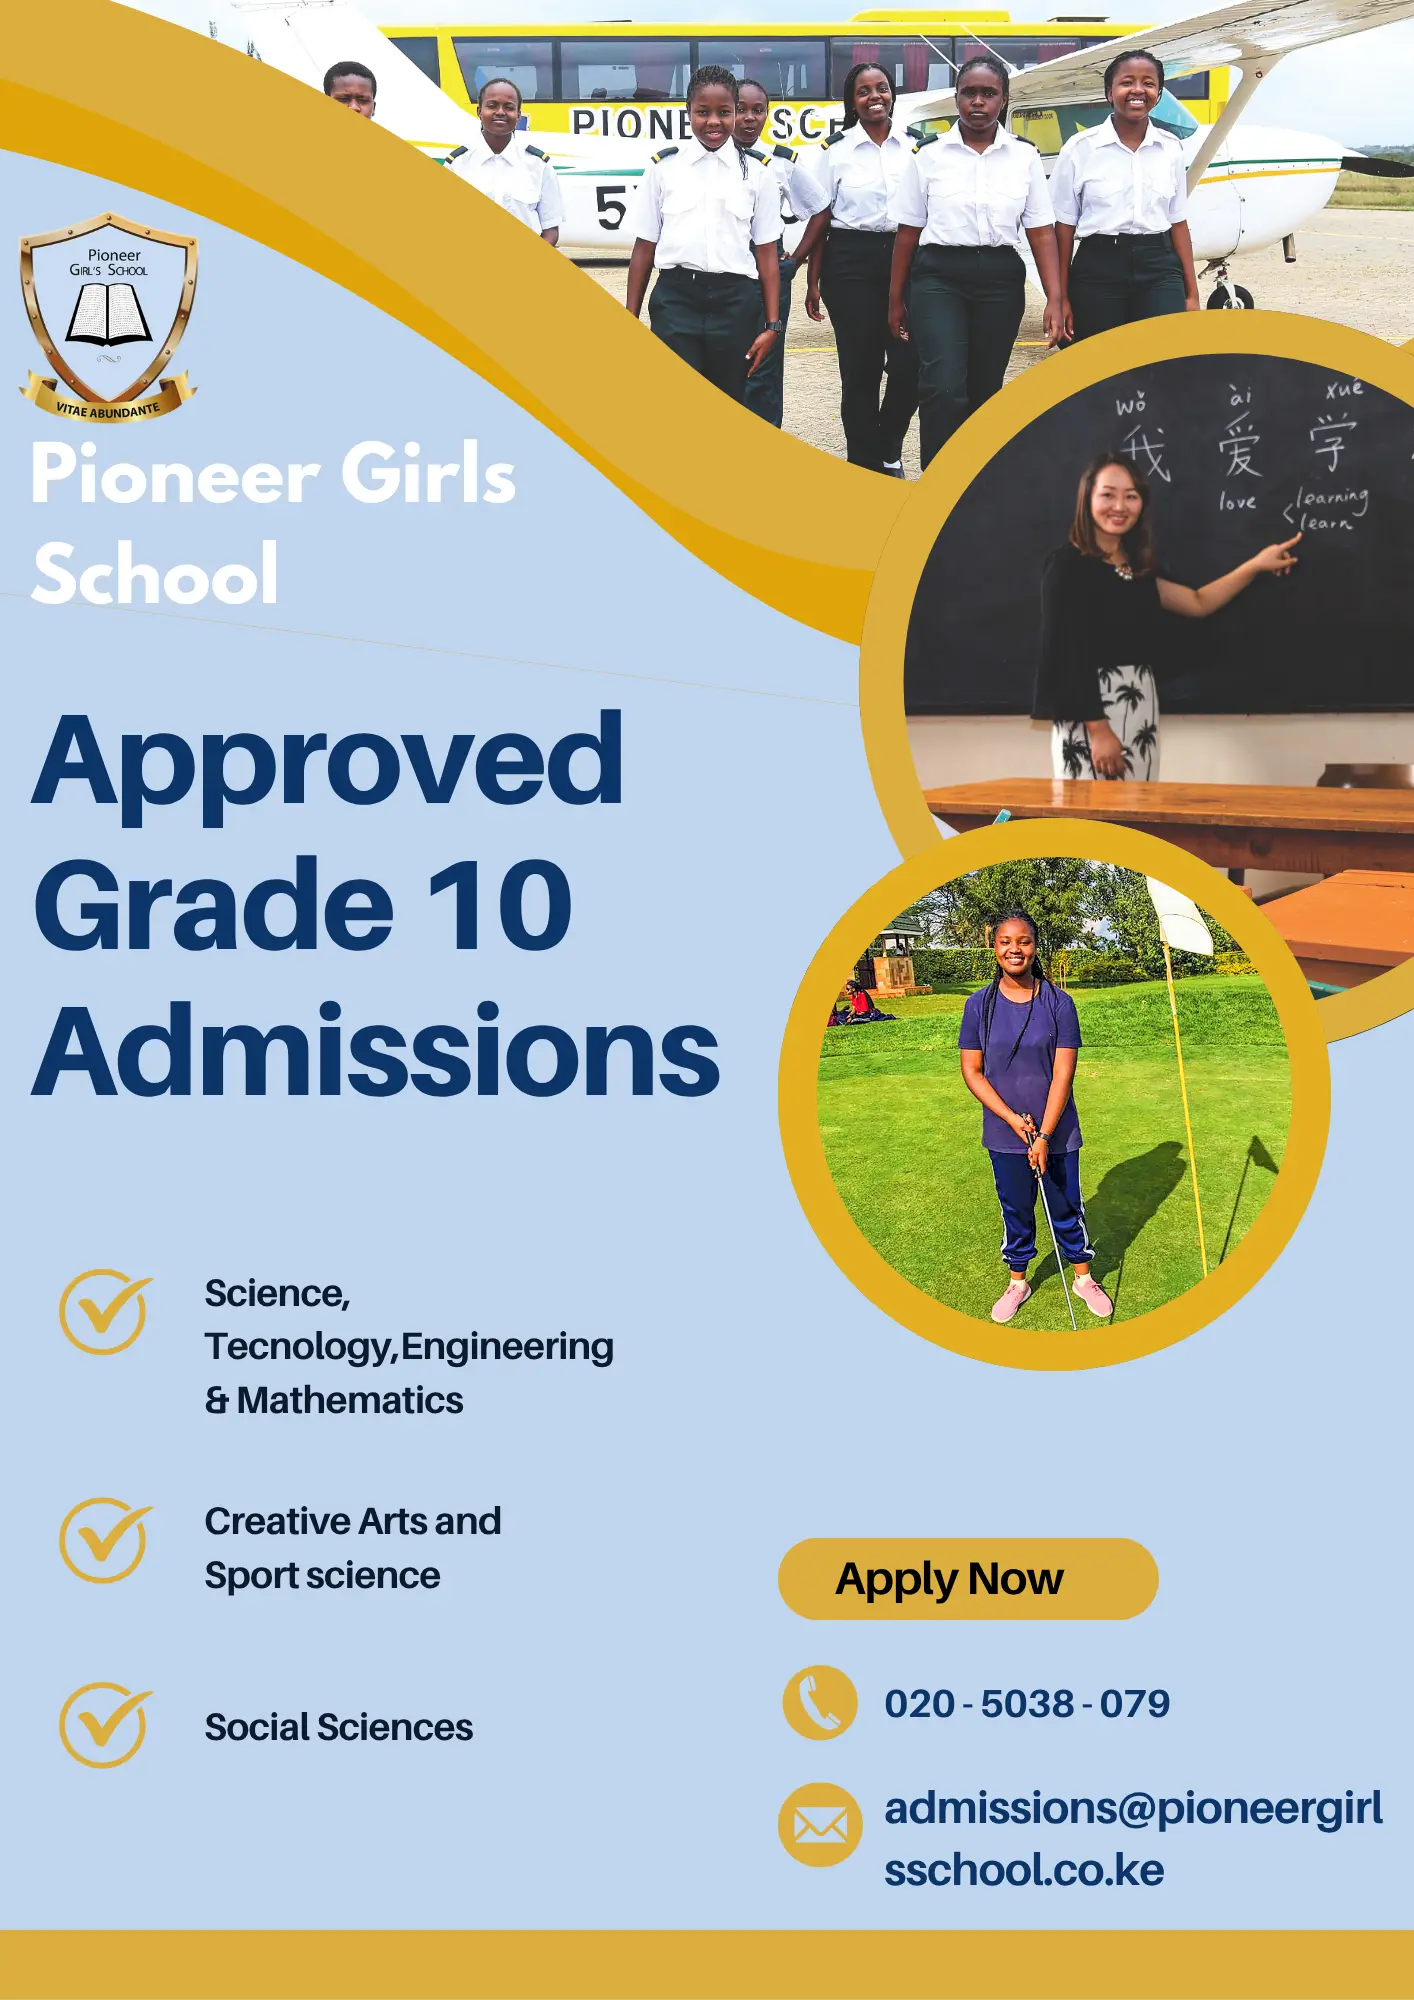 PIONE SC
5
Pioneer
GIRL'S SCHOOL
VITAE ABUNDANTE
Pioneer Girls
School
wǒ ài xué
我 爱 学
love learning
learn
Approved
Grade 10
Admissions
Science,
Tecnology,Engineering
& Mathematics
Creative Arts and
Sport science
Social Sciences
Apply Now
020 - 5038 - 079
admissions@pioneergirl
sschool.co.ke